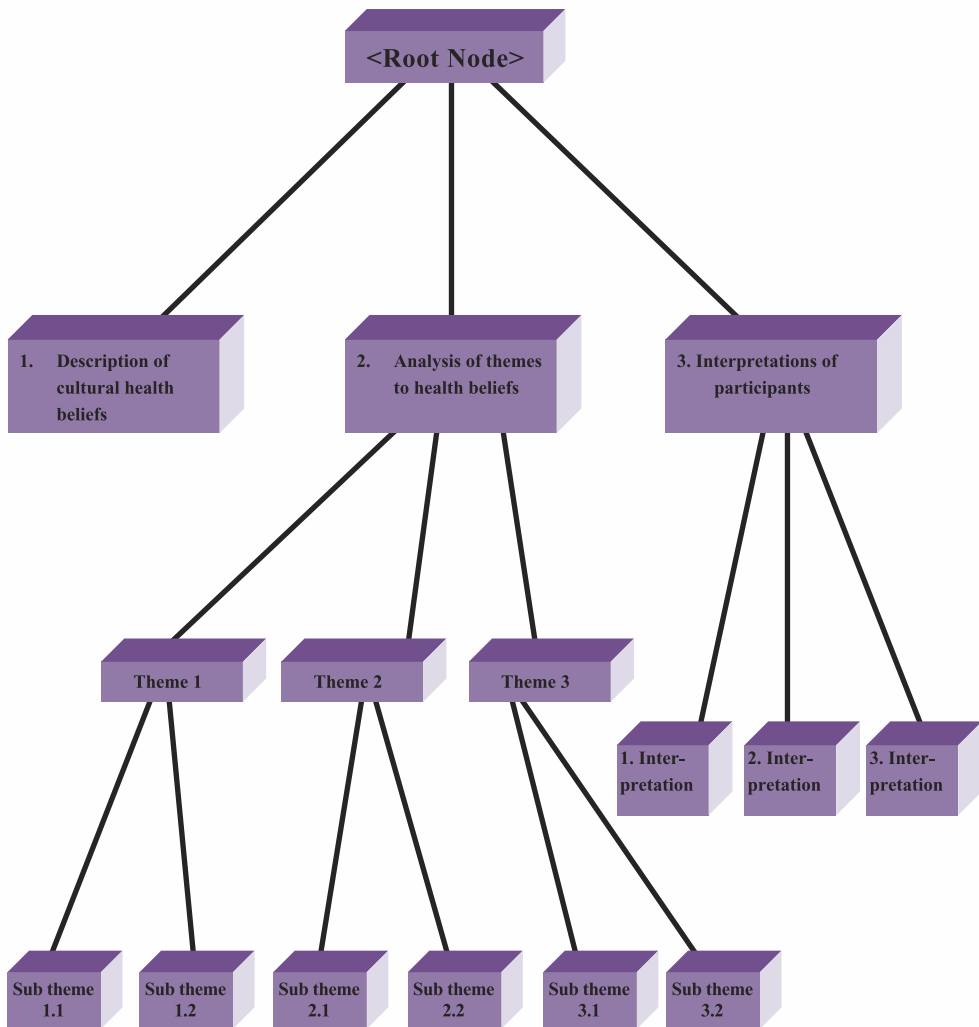 <Root Node>
1. Description of
cultural health
beliefs
2. Analysis of themes
to health beliefs
3. Interpretations of
participants
Theme 1
Theme 2
Theme 3
1. Inter-
pretation
2. Inter-
pretation
3. Inter-
pretation
Sub theme
1.1
Sub theme
1.2
Sub theme
2.1
Sub theme
2.2
Sub theme
3.1
Sub theme
3.2